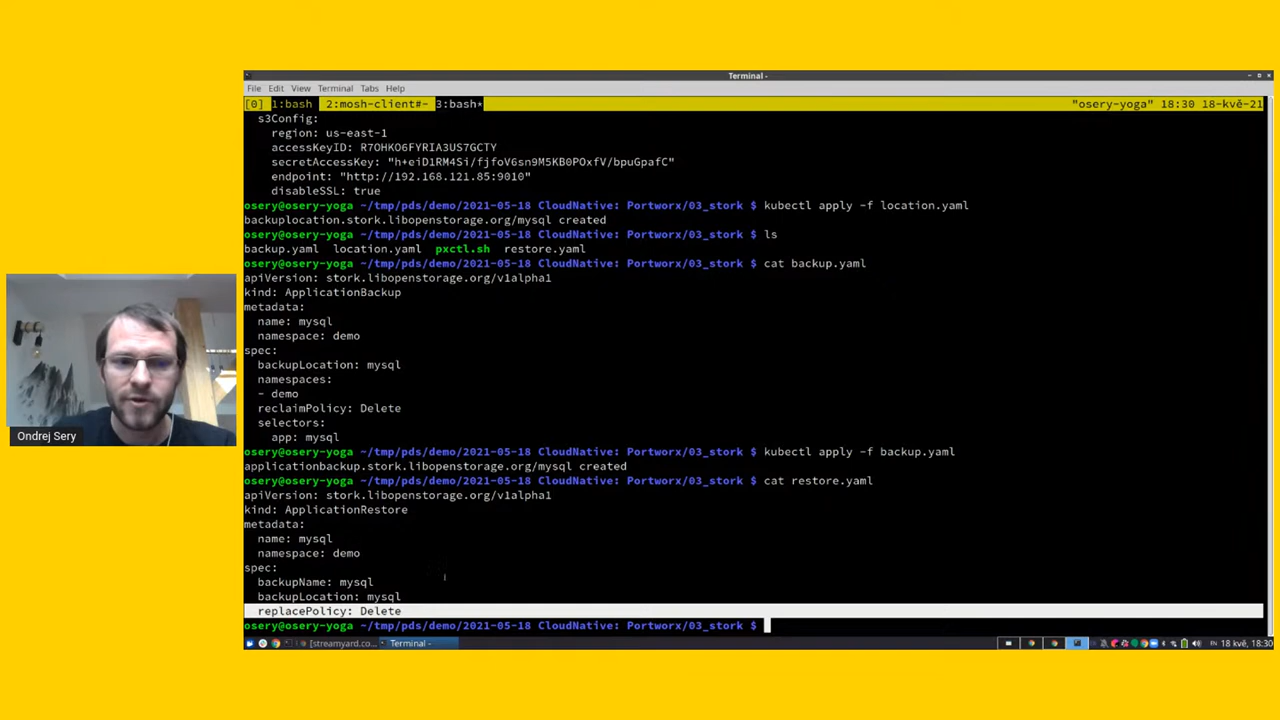 Terminal -
File Edit View Terminal Tabs Help
[0] 1:bash 2:mosh-client#- 3:bash* "osery-yoga" 18:30 18-kvě-21
s3Config:
region: us-east-1
accessKeyID: R7OHKO6FYRIA3US7GCTY
secretAccessKey: "h+eiD1RM4Si/fjfoV6sn9M5KB0POxfV/bpuGpafC"
endpoint: "http://192.168.121.85:9010"
disableSSL: true
osery@osery-yoga ~/tmp/pds/demo/2021-05-18 CloudNative: Portworx/03_stork $ kubectl apply -f location.yaml
backuplocation.stork.libopenstorage.org/mysql created
osery@osery-yoga ~/tmp/pds/demo/2021-05-18 CloudNative: Portworx/03_stork $ ls
backup.yaml location.yaml pxctl.sh restore.yaml
osery@osery-yoga ~/tmp/pds/demo/2021-05-18 CloudNative: Portworx/03_stork $ cat backup.yaml
apiVersion: stork.libopenstorage.org/v1alpha1
kind: ApplicationBackup
metadata:
name: mysql
namespace: demo
spec:
backupLocation: mysql
namespaces:
- demo
reclaimPolicy: Delete
selectors:
app: mysql
osery@osery-yoga ~/tmp/pds/demo/2021-05-18 CloudNative: Portworx/03_stork $ kubectl apply -f backup.yaml
applicationbackup.stork.libopenstorage.org/mysql created
osery@osery-yoga ~/tmp/pds/demo/2021-05-18 CloudNative: Portworx/03_stork $ cat restore.yaml
apiVersion: stork.libopenstorage.org/v1alpha1
kind: ApplicationRestore
metadata:
name: mysql
namespace: demo
spec:
backupName: mysql
backupLocation: mysql
replacePolicy: Delete
osery@osery-yoga ~/tmp/pds/demo/2021-05-18 CloudNative: Portworx/03_stork $
Ondrej Sery
[streamyard.co... Terminal - EN 18 kvě, 18:30